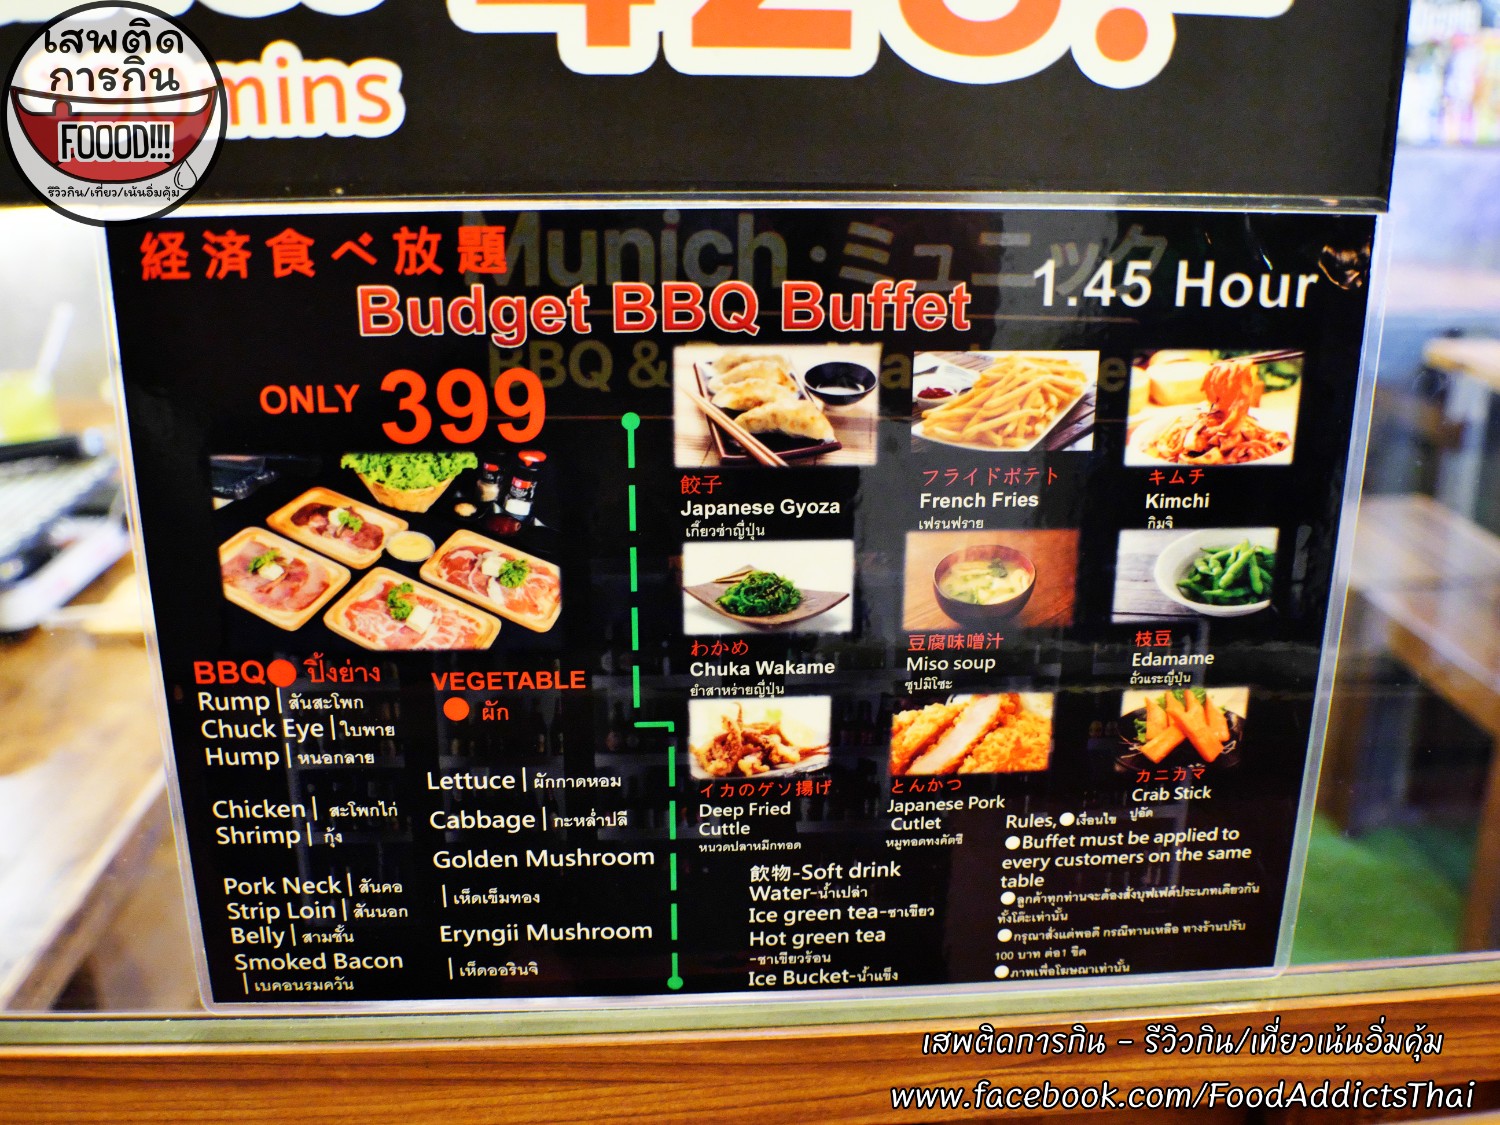 เสพติด
การกิน
FOOOD!!!
รีวิวกิน/เที่ยว/เน้นอิ่มคุ้ม
mins
Munich・ミュニック
経済食べ放題
Budget BBQ Buffet
1.45 Hour
BBQ &
ONLY 399
餃子
Japanese Gyoza
เกี๊ยวซ่าญี่ปุ่น
フライドポテト
French Fries
เฟรนฟราย
キムチ
Kimchi
กิมจิ
わかめ
Chuka Wakame
ยำสาหร่ายญี่ปุ่น
豆腐味噌汁
Miso soup
ซุปมิโซะ
枝豆
Edamame
ถั่วแระญี่ปุ่น
イカのゲソ揚げ
Deep Fried
Cuttle
หนวดปลาหมึกทอด
とんかつ
Japanese Pork
Cutlet
หมูทอดทงคัตซึ
カニカマ
Crab Stick
ปูอัด
BBQ● ปิ้งย่าง
Rump | สันสะโพก
Chuck Eye | ใบพาย
Hump | หนอกลาย
Chicken | สะโพกไก่
Shrimp | กุ้ง
Pork Neck | สันคอ
Strip Loin | สันนอก
Belly | สามชั้น
Smoked Bacon
| เบคอนรมควัน
VEGETABLE
● ผัก
Lettuce | ผักกาดหอม
Cabbage | กะหล่ำปลี
Golden Mushroom
| เห็ดเข็มทอง
Eryngii Mushroom
| เห็ดออรินจิ
飲物-Soft drink
Water-น้ำเปล่า
Ice green tea-ชาเขียว
Hot green tea
-ชาเขียวร้อน
Ice Bucket-น้ำแข็ง
Rules,●เงื่อนไข
●Buffet must be applied to
every customers on the same
table
●ลูกค้าทุกท่านจะต้องสั่งบุฟเฟ่ต์ประเภทเดียวกัน
ทั้งโต๊ะเท่านั้น
●กรุณาสั่งแต่พอดี กรณีทานเหลือ ทางร้านปรับ
100 บาท ต่อ1 ขีด
●ภาพเพื่อโฆษณาเท่านั้น
เสพติดการกิน - รีวิวกิน/เที่ยวเน้นอิ่มคุ้ม
www.facebook.com/FoodAddictsThai